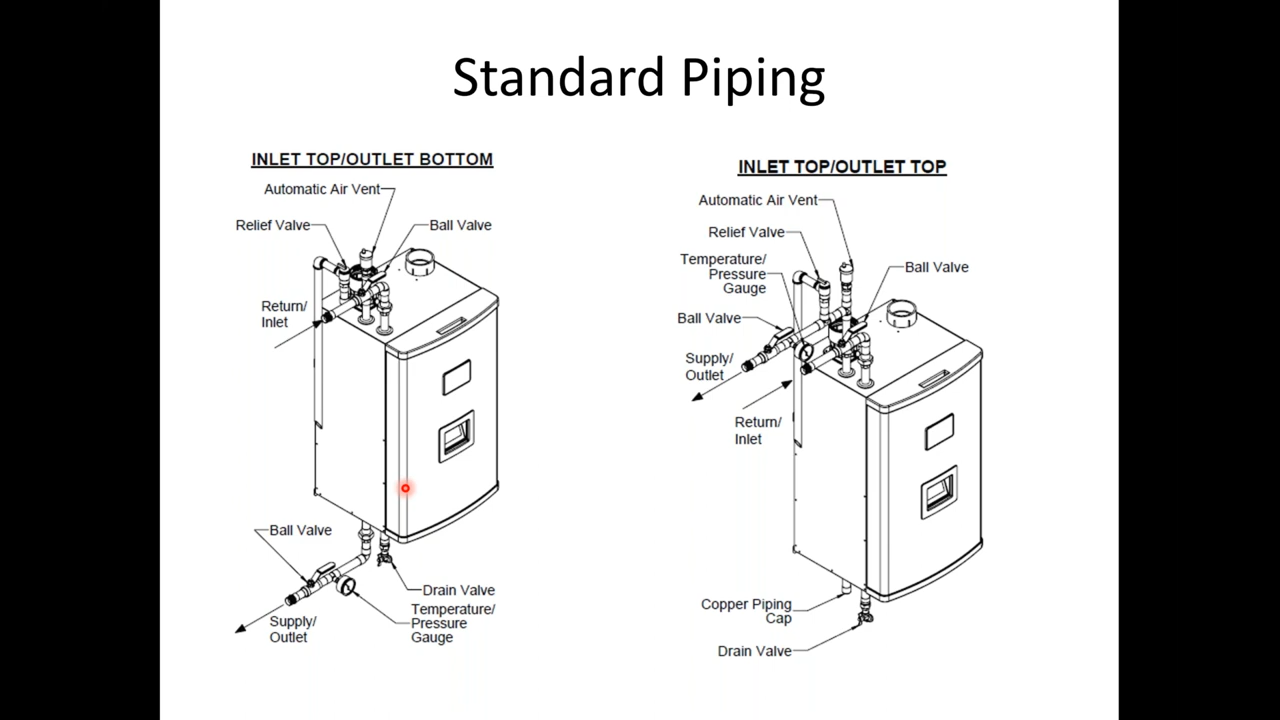 Standard Piping
INLET TOP/OUTLET BOTTOM
Automatic Air Vent
Relief Valve
Ball Valve
Return/
Inlet
Ball Valve
Drain Valve
Temperature/
Pressure
Gauge
Supply/
Outlet
INLET TOP/OUTLET TOP
Automatic Air Vent
Relief Valve
Temperature/
Pressure
Gauge
Ball Valve
Ball Valve
Supply/
Outlet
Return/
Inlet
Copper Piping
Cap
Drain Valve